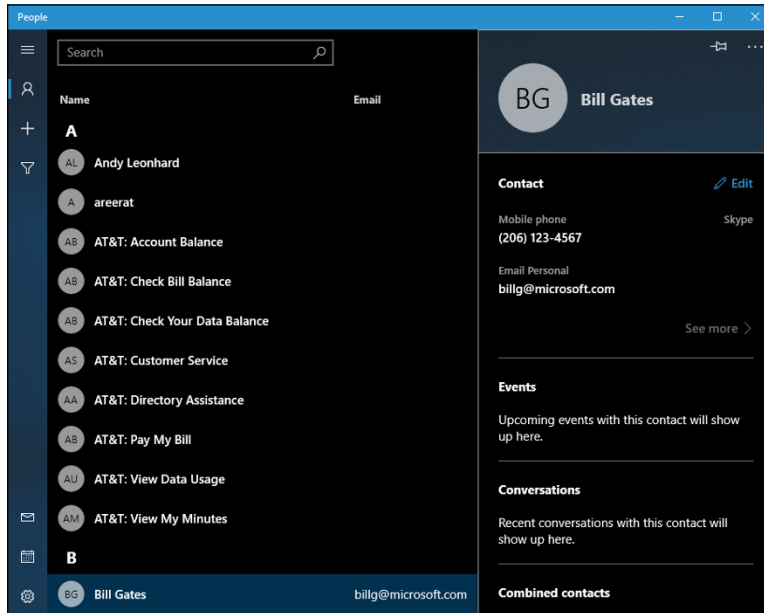 People
Search
Name Email
A
AL Andy Leonhard
A areerat
AB AT&T: Account Balance
AB AT&T: Check Bill Balance
AB AT&T: Check Your Data Balance
AS AT&T: Customer Service
AA AT&T: Directory Assistance
AB AT&T: Pay My Bill
AU AT&T: View Data Usage
AM AT&T: View My Minutes
B
BG Bill Gates billg@microsoft.com
BG Bill Gates
Contact Edit
Mobile phone Skype
(206) 123-4567
Email Personal
billg@microsoft.com
See more
Events
Upcoming events with this contact will show
up here.
Conversations
Recent conversations with this contact will
show up here.
Combined contacts